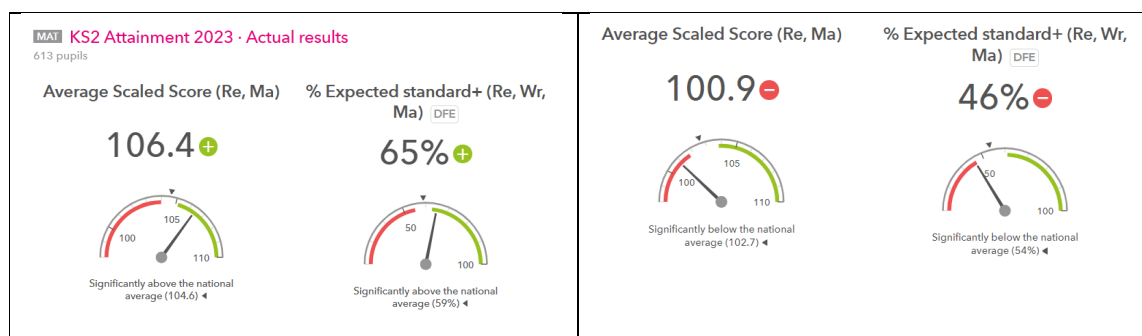 MAT KS2 Attainment 2023 · Actual results
613 pupils
Average Scaled Score (Re, Ma)
106.4
100
105
110
Significantly above the national
average (104.6)
% Expected standard+ (Re, Wr,
Ma) DFE
65%
50
100
Significantly above the national
average (59%)
Average Scaled Score (Re, Ma)
100.9
100
105
110
Significantly below the national
average (102.7)
% Expected standard+ (Re, Wr,
Ma) DFE
46%
50
100
Significantly below the national
average (54%)